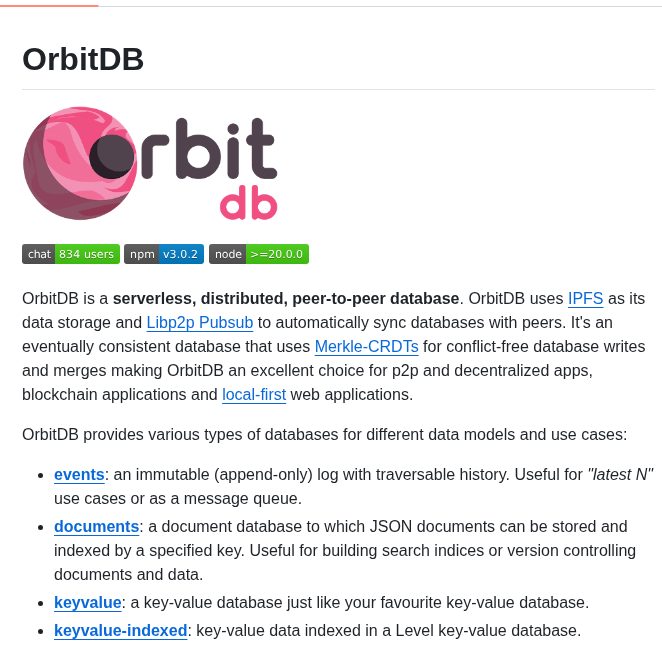 OrbitDB
Orbit
db
chat 834 users npm v3.0.2 node >=20.0.0
OrbitDB is a serverless, distributed, peer-to-peer database. OrbitDB uses IPFS as its
data storage and Libp2p Pubsub to automatically sync databases with peers. It's an
eventually consistent database that uses Merkle-CRDTs for conflict-free database writes
and merges making OrbitDB an excellent choice for p2p and decentralized apps,
blockchain applications and local-first web applications.
OrbitDB provides various types of databases for different data models and use cases:
• events: an immutable (append-only) log with traversable history. Useful for "latest N"
use cases or as a message queue.
• documents: a document database to which JSON documents can be stored and
indexed by a specified key. Useful for building search indices or version controlling
documents and data.
• keyvalue: a key-value database just like your favourite key-value database.
• keyvalue-indexed: key-value data indexed in a Level key-value database.